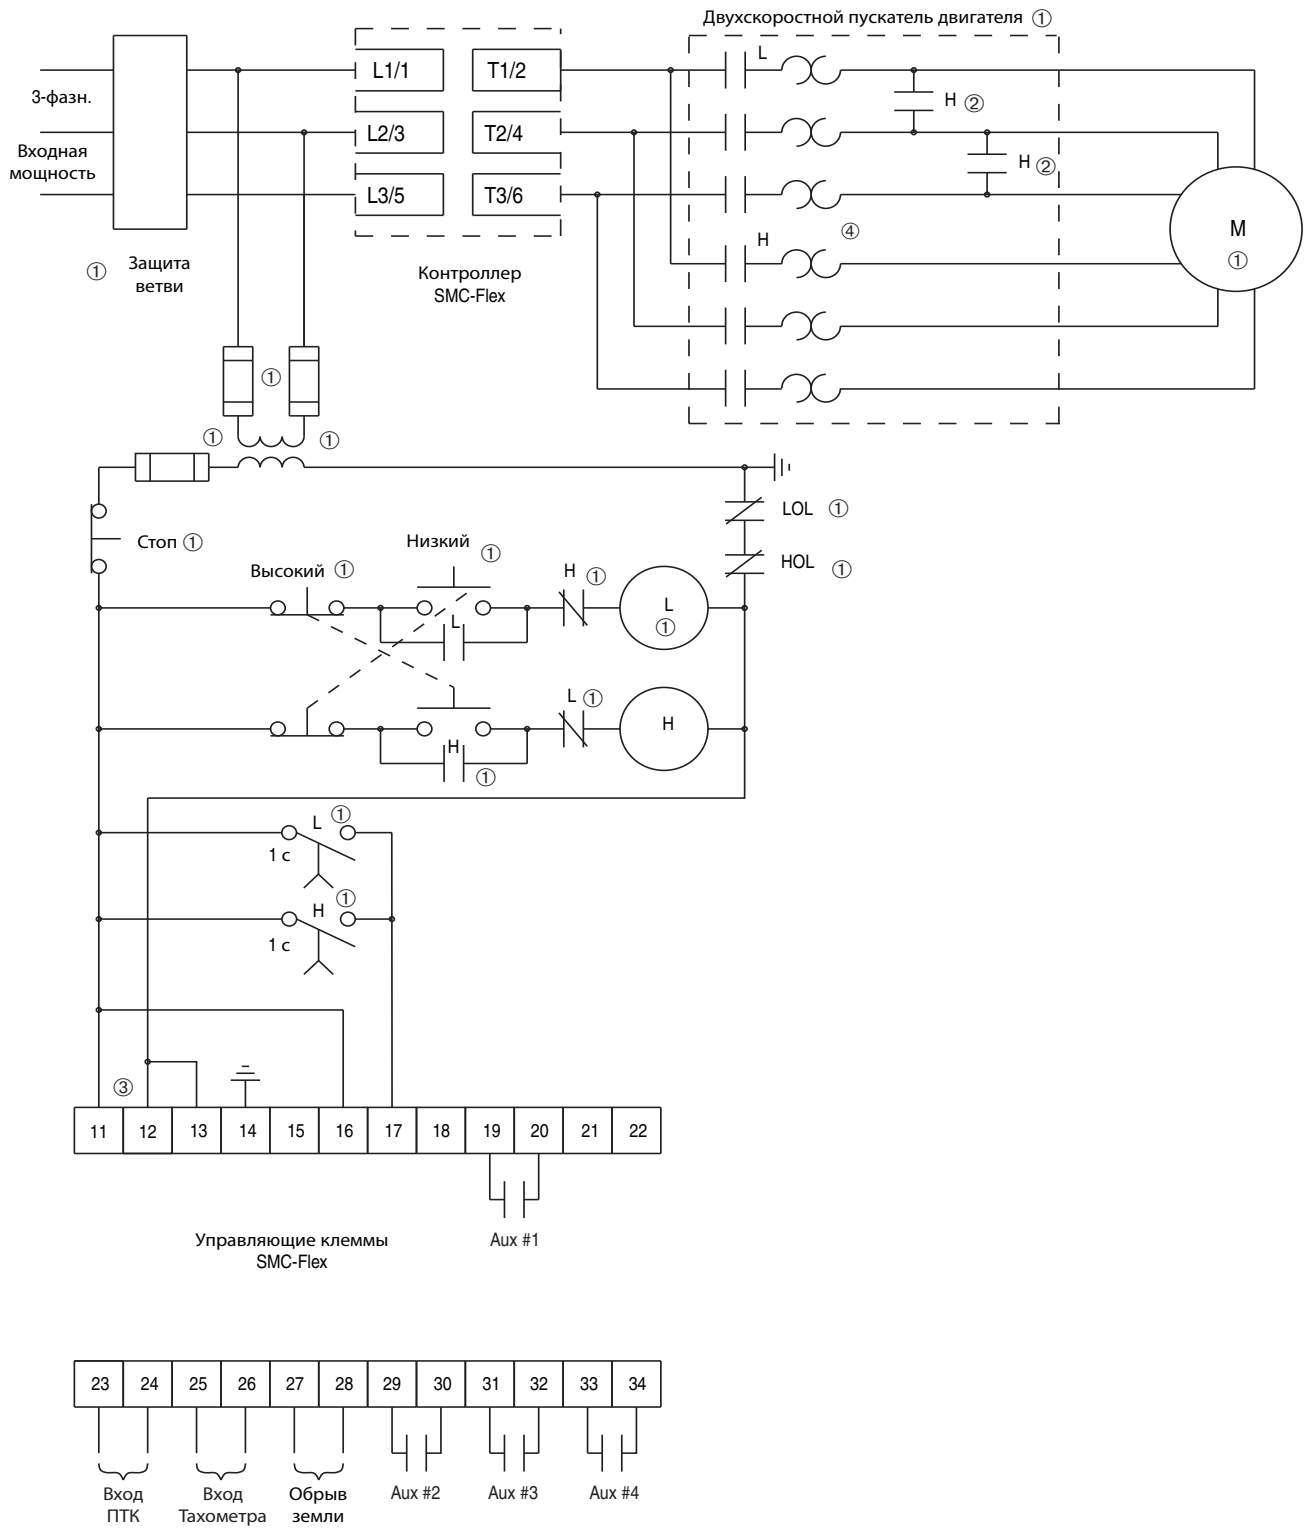 Двухскоростной пускатель двигателя ①
L
L1/1 T1/2
3-фазн.
H ②
L2/3 T2/4
Входная
мощность
H ②
L3/5 T3/6
M
①
④
H
① Защита
ветви
Контроллер
SMC-Flex
①
① ①
LOL ①
Стоп ①
Низкий ①
HOL ①
Высокий ①
H ①
L
①
L
L ①
H
H
①
L ①
1 с
H ①
1 с
③
11 12 13 14 15 16 17 18 19 20 21 22
Управляющие клеммы
SMC-Flex
Aux #1
23 24 25 26 27 28 29 30 31 32 33 34
Вход
ПТК
Вход
Тахометра
Обрыв
земли
Aux #2 Aux #3 Aux #4